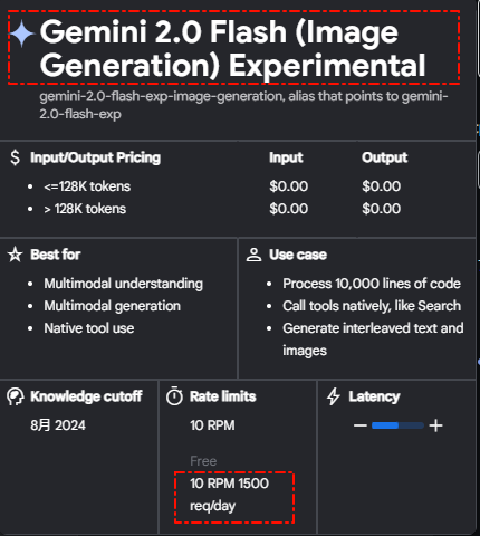 Gemini 2.0 Flash (Image
Generation) Experimental
gemini-2.0-flash-exp-image-generation, alias that points to gemini-
2.0-flash-exp
$ Input/Output Pricing Input Output
• <=128K tokens $0.00 $0.00
• > 128K tokens $0.00 $0.00
Best for
• Multimodal understanding
• Multimodal generation
• Native tool use
Use case
• Process 10,000 lines of code
• Call tools natively, like Search
• Generate interleaved text and
images
Knowledge cutoff
8月 2024
Rate limits
10 RPM
Free
10 RPM 1500
req/day
Latency